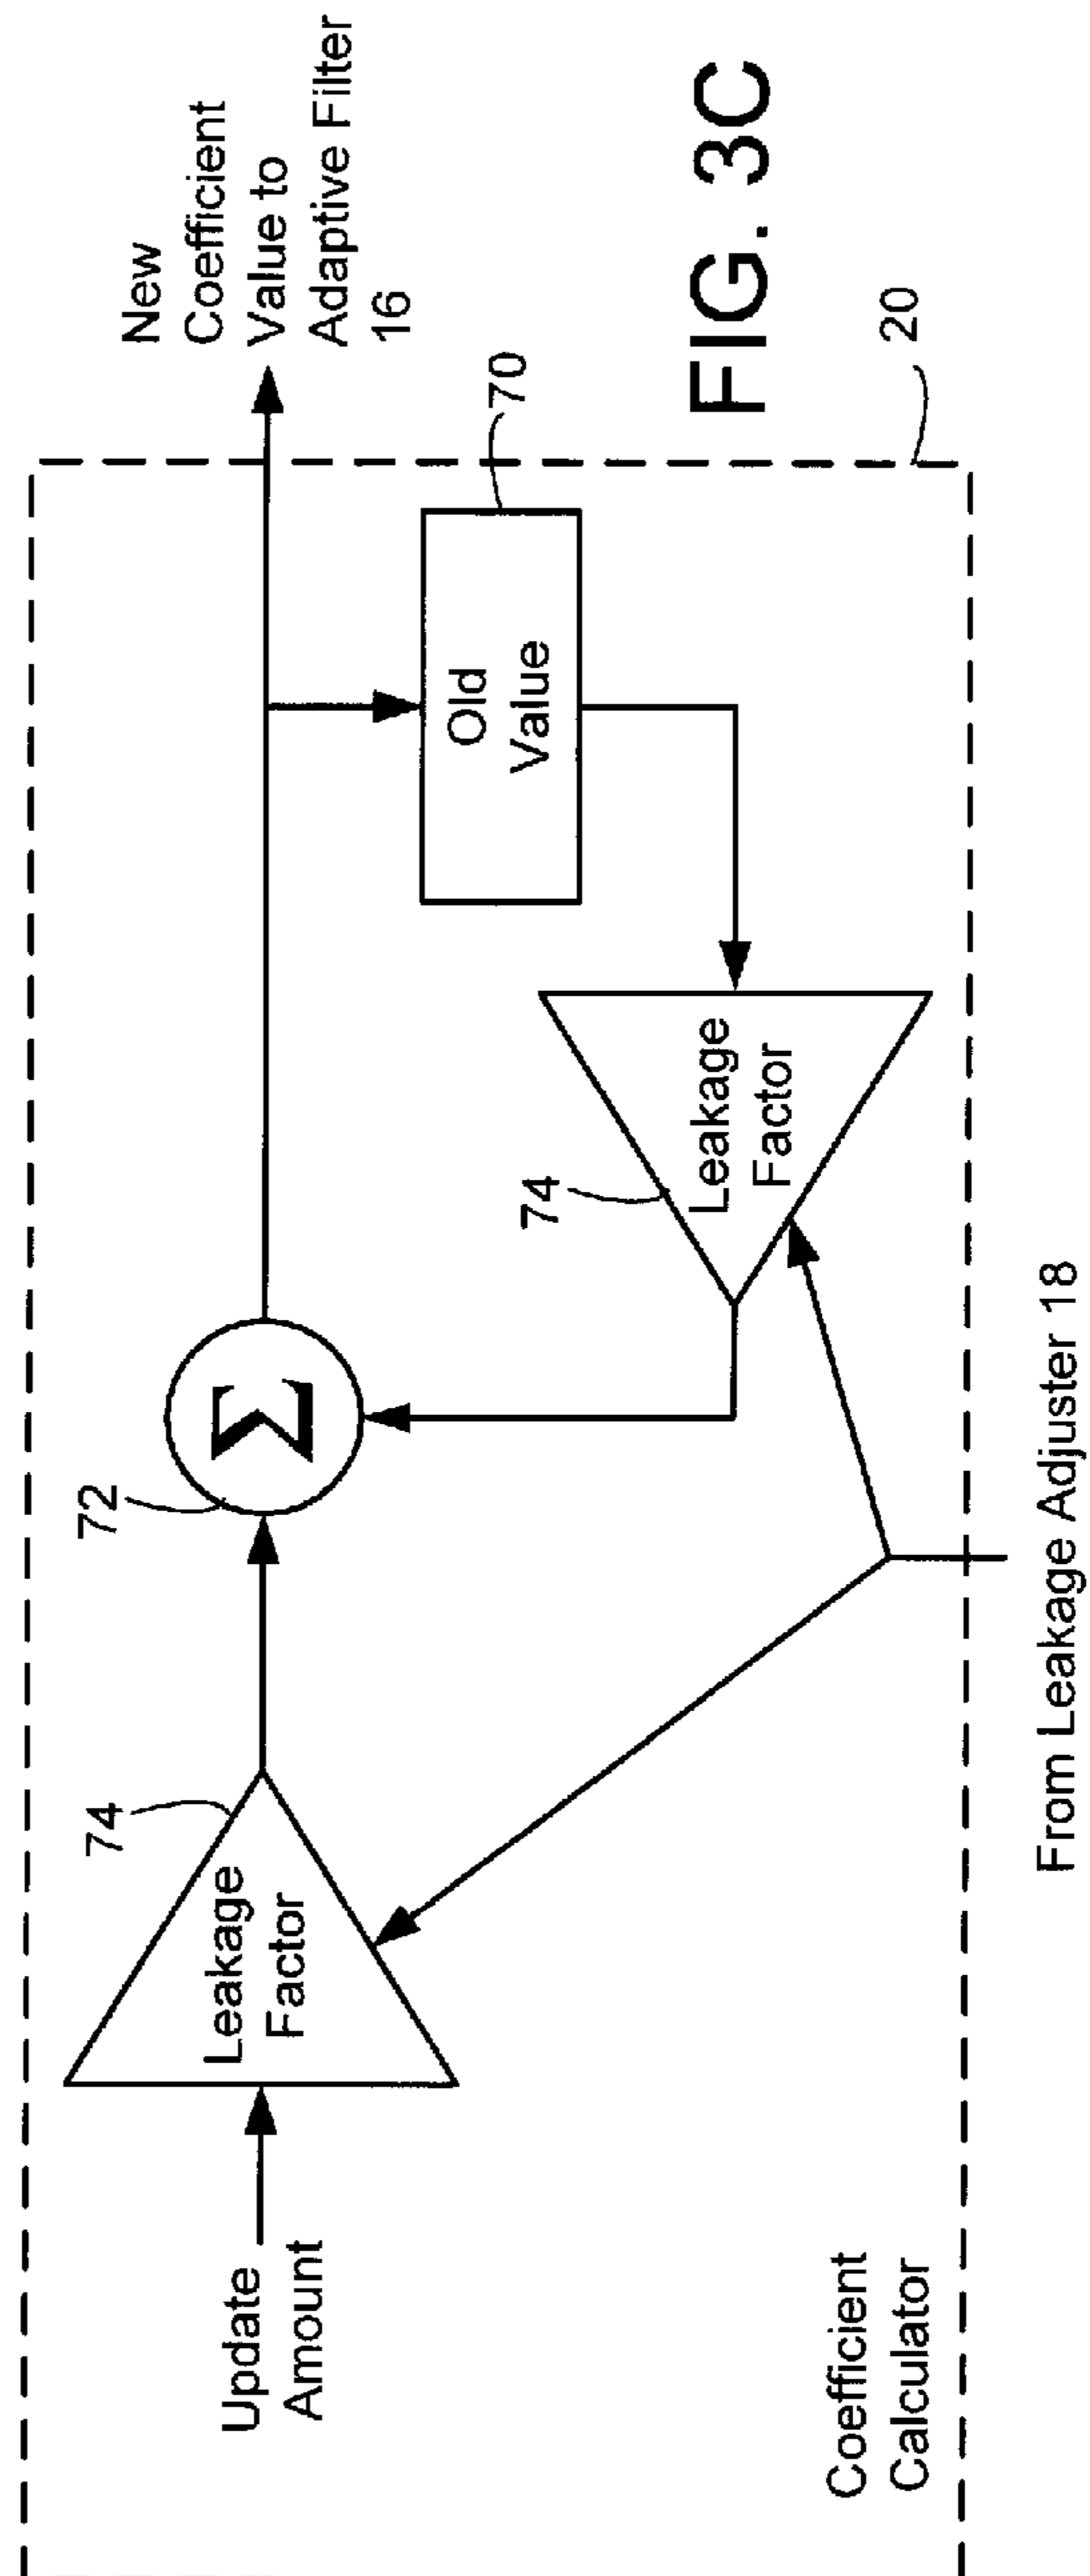 Update
Amount
Leakage
Factor
74
72
Σ
New
Coefficient
Value to
Adaptive Filter
16
Old
Value
70
74
Leakage
Factor
Coefficient
Calculator
From Leakage Adjuster 18
20
FIG. 3C